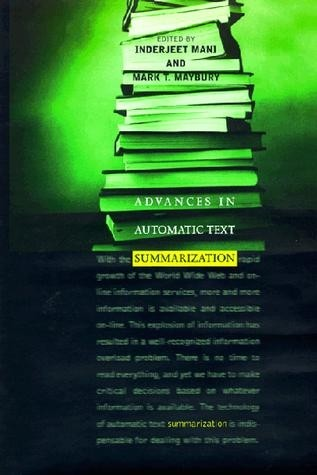 EDITED BY
INDERJEET MANI
AND
MARK T. MAYBURY
ADVANCES IN
AUTOMATIC TEXT
With the SUMMARIZATION rapid
growth of the World Wide Web and on-
line information services, more and more
information is available and accessible
on-line. This explosion of information has
resulted in a well-recognized information
overload problem. There is no time to
read everything, and yet we have to make
critical decisions based on whatever
information is available. The technology
of automatic text summarization is indis-
pensable for dealing with this problem.